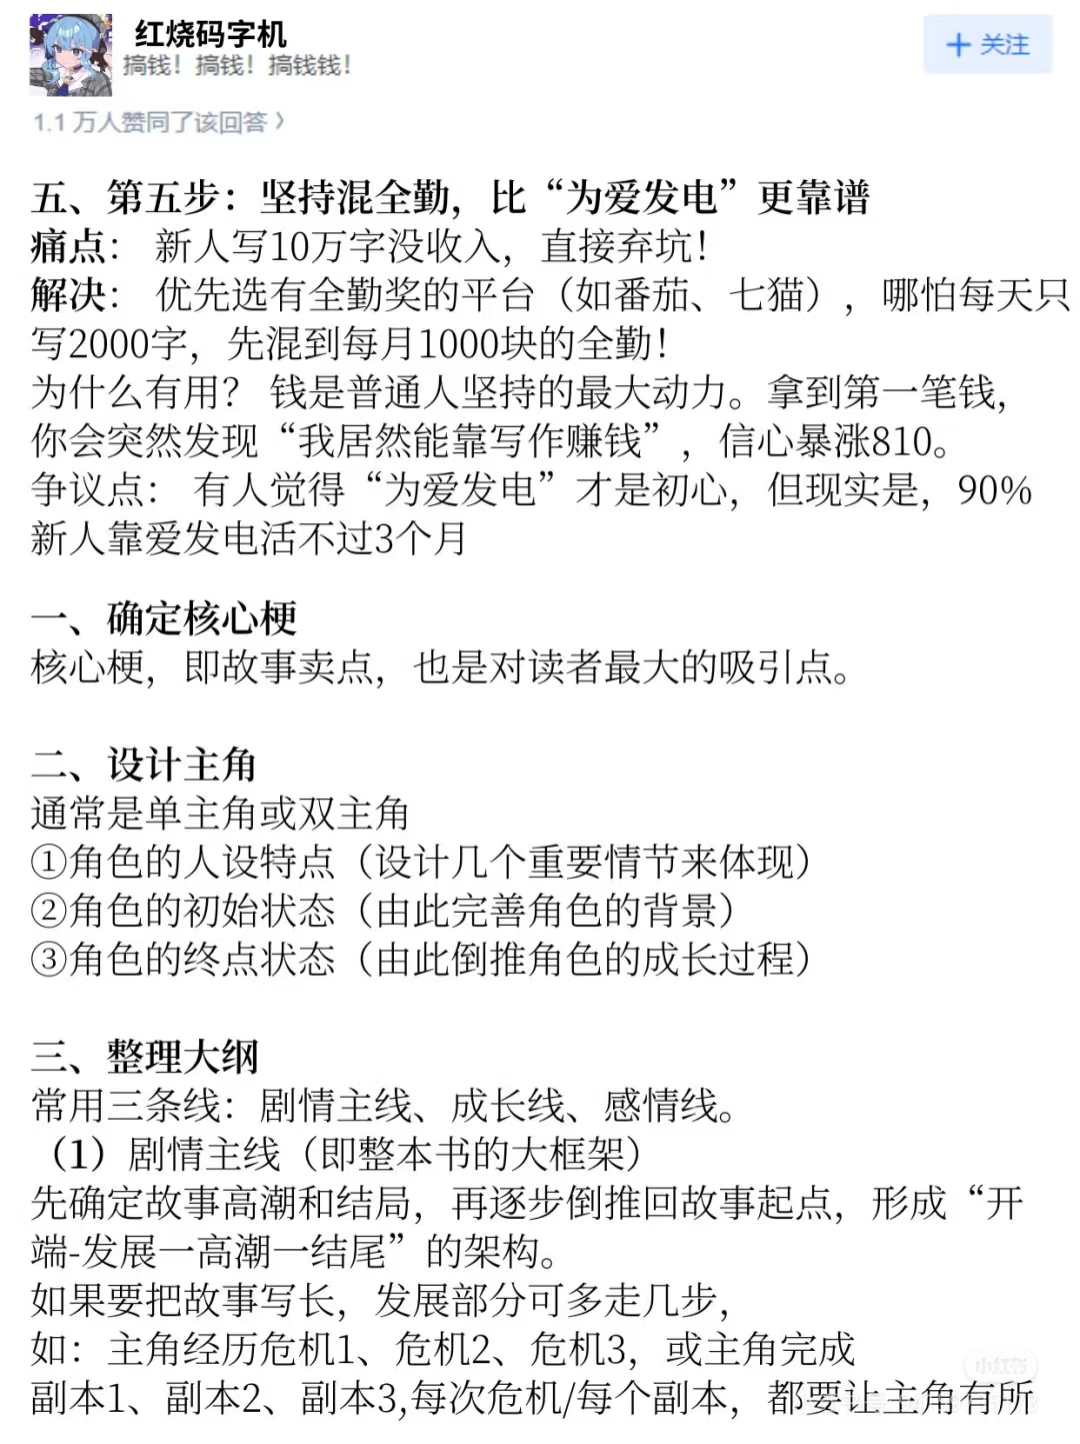 红烧码字机
搞钱！搞钱！搞钱钱！
+ 关注
1.1 万人赞同了该回答 >
五、第五步：坚持混全勤，比“为爱发电”更靠谱
痛点： 新人写10万字没收入，直接弃坑！
解决： 优先选有全勤奖的平台（如番茄、七猫），哪怕每天只
写2000字，先混到每月1000块的全勤！
为什么有用？ 钱是普通人坚持的最大动力。拿到第一笔钱，
你会突然发现“我居然能靠写作赚钱”，信心暴涨810。
争议点： 有人觉得“为爱发电”才是初心，但现实是，90%
新人靠爱发电活不过3个月
一、确定核心梗
核心梗，即故事卖点，也是对读者最大的吸引点。
二、设计主角
通常是单主角或双主角
①角色的人设特点（设计几个重要情节来体现）
②角色的初始状态（由此完善角色的背景）
③角色的终点状态（由此倒推角色的成长过程）
三、整理大纲
常用三条线：剧情主线、成长线、感情线。
（1）剧情主线（即整本书的大框架）
先确定故事高潮和结局，再逐步倒推回故事起点，形成“开
端-发展一高潮一结尾”的架构。
如果要把故事写长，发展部分可多走几步，
如：主角经历危机1、危机2、危机3，或主角完成
副本1、副本2、副本3,每次危机/每个副本，都要让主角有所
小红书